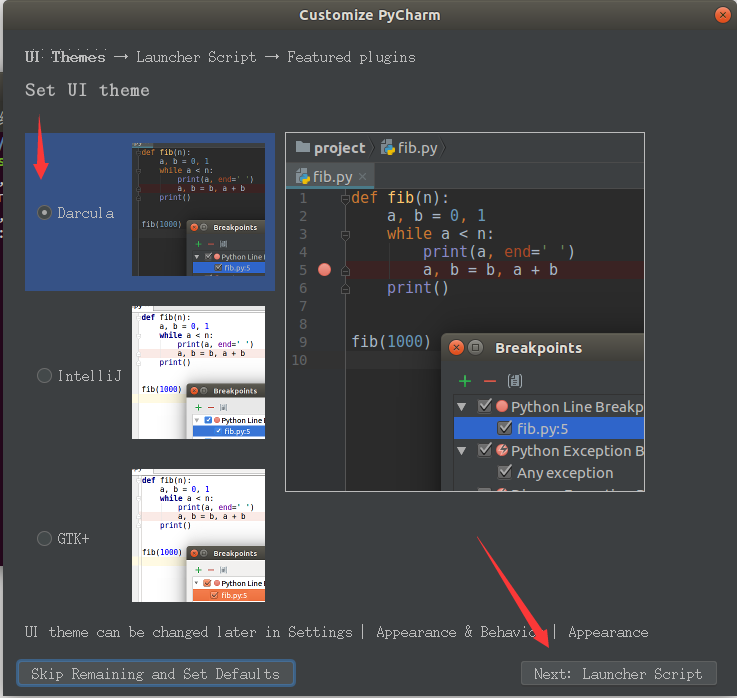 Customize PyCharm
UI Themes → Launcher Script → Featured plugins
Set UI theme
Darcula
def fib(n):
a, b = 0, 1
while a < n:
print(a, end=' ')
a, b = b, a + b
print()
fib(1000)
Breakpoints
Python Line
fib.py:5
IntelliJ
def fib(n):
a, b = 0, 1
while a < n:
print(a, end=' ')
a, b = b, a + b
print()
fib(1000)
Breakpoints
Python Line
fib.py:5
GTK+
def fib(n):
a, b = 0, 1
while a < n:
print(a, end=' ')
a, b = b, a + b
print()
fib(1000)
Breakpoints
Python Line
fib.py:5
project fib.py
fib.py
1 def fib(n):
2 a, b = 0, 1
3 while a < n:
4 print(a, end=' ')
5 a, b = b, a + b
6 print()
7
8
9 fib(1000)
10
Breakpoints
Python Line Breakp
fib.py:5
Python Exception B
Any exception
UI theme can be changed later in Settings | Appearance & Behavior | Appearance
Skip Remaining and Set Defaults
Next: Launcher Script